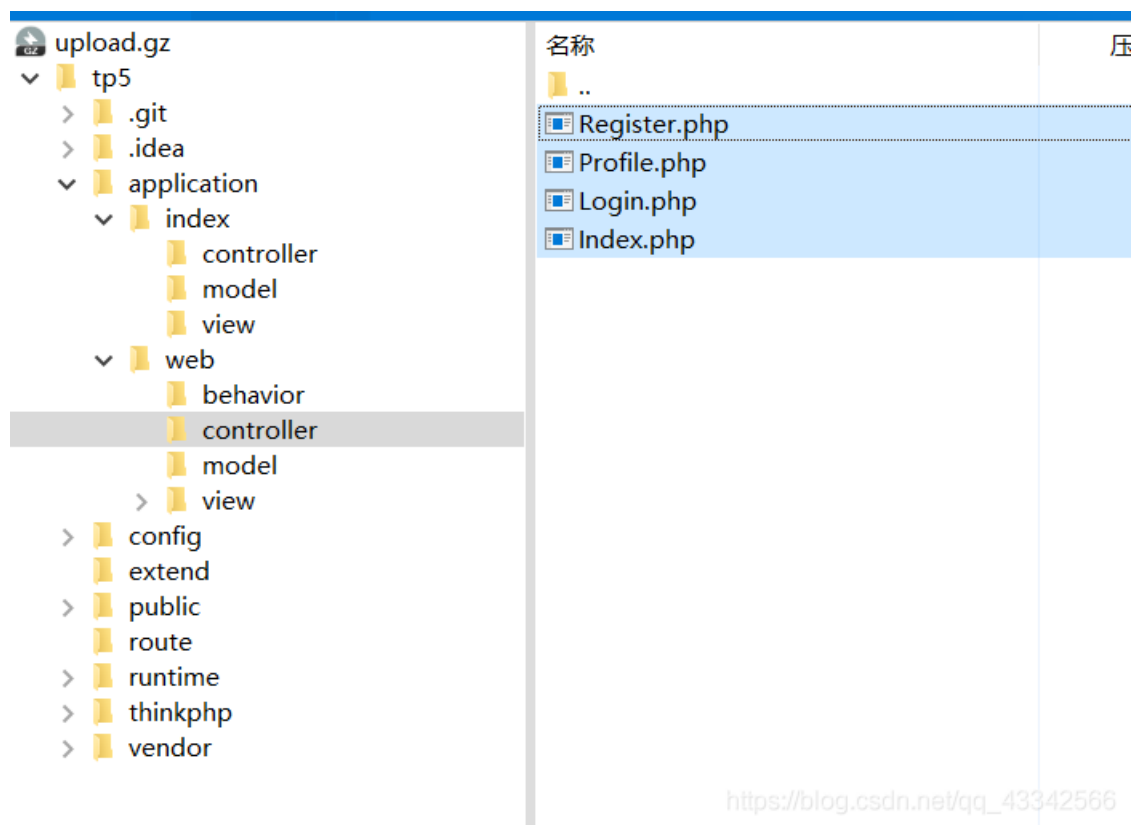 upload.gz
tp5
.git
.idea
application
index
controller
model
view
web
behavior
controller
model
view
config
extend
public
route
runtime
thinkphp
vendor
名称
压
..
Register.php
Profile.php
Login.php
Index.php
https://blog.csdn.net/qq_43342566